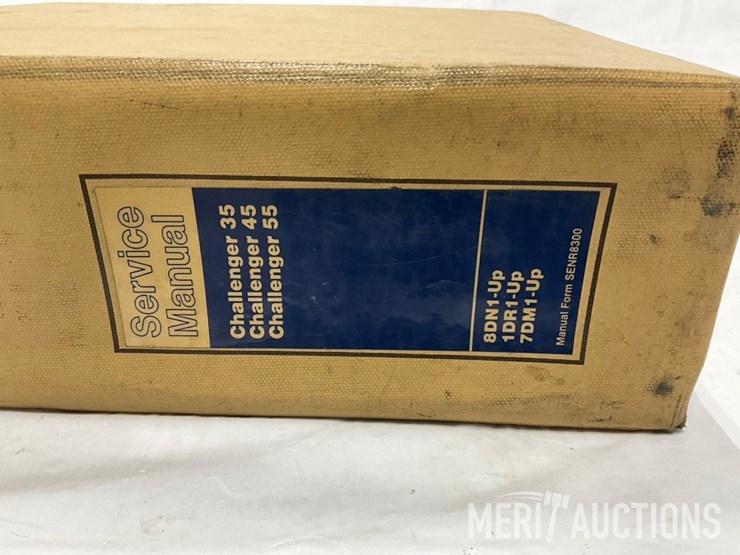 Service
Manual
Challenger 35
Challenger 45
Challenger 55
8DN1-Up
1DR1-Up
7DM1-Up
Manual Form SENR8300
MERIT AUCTIONS